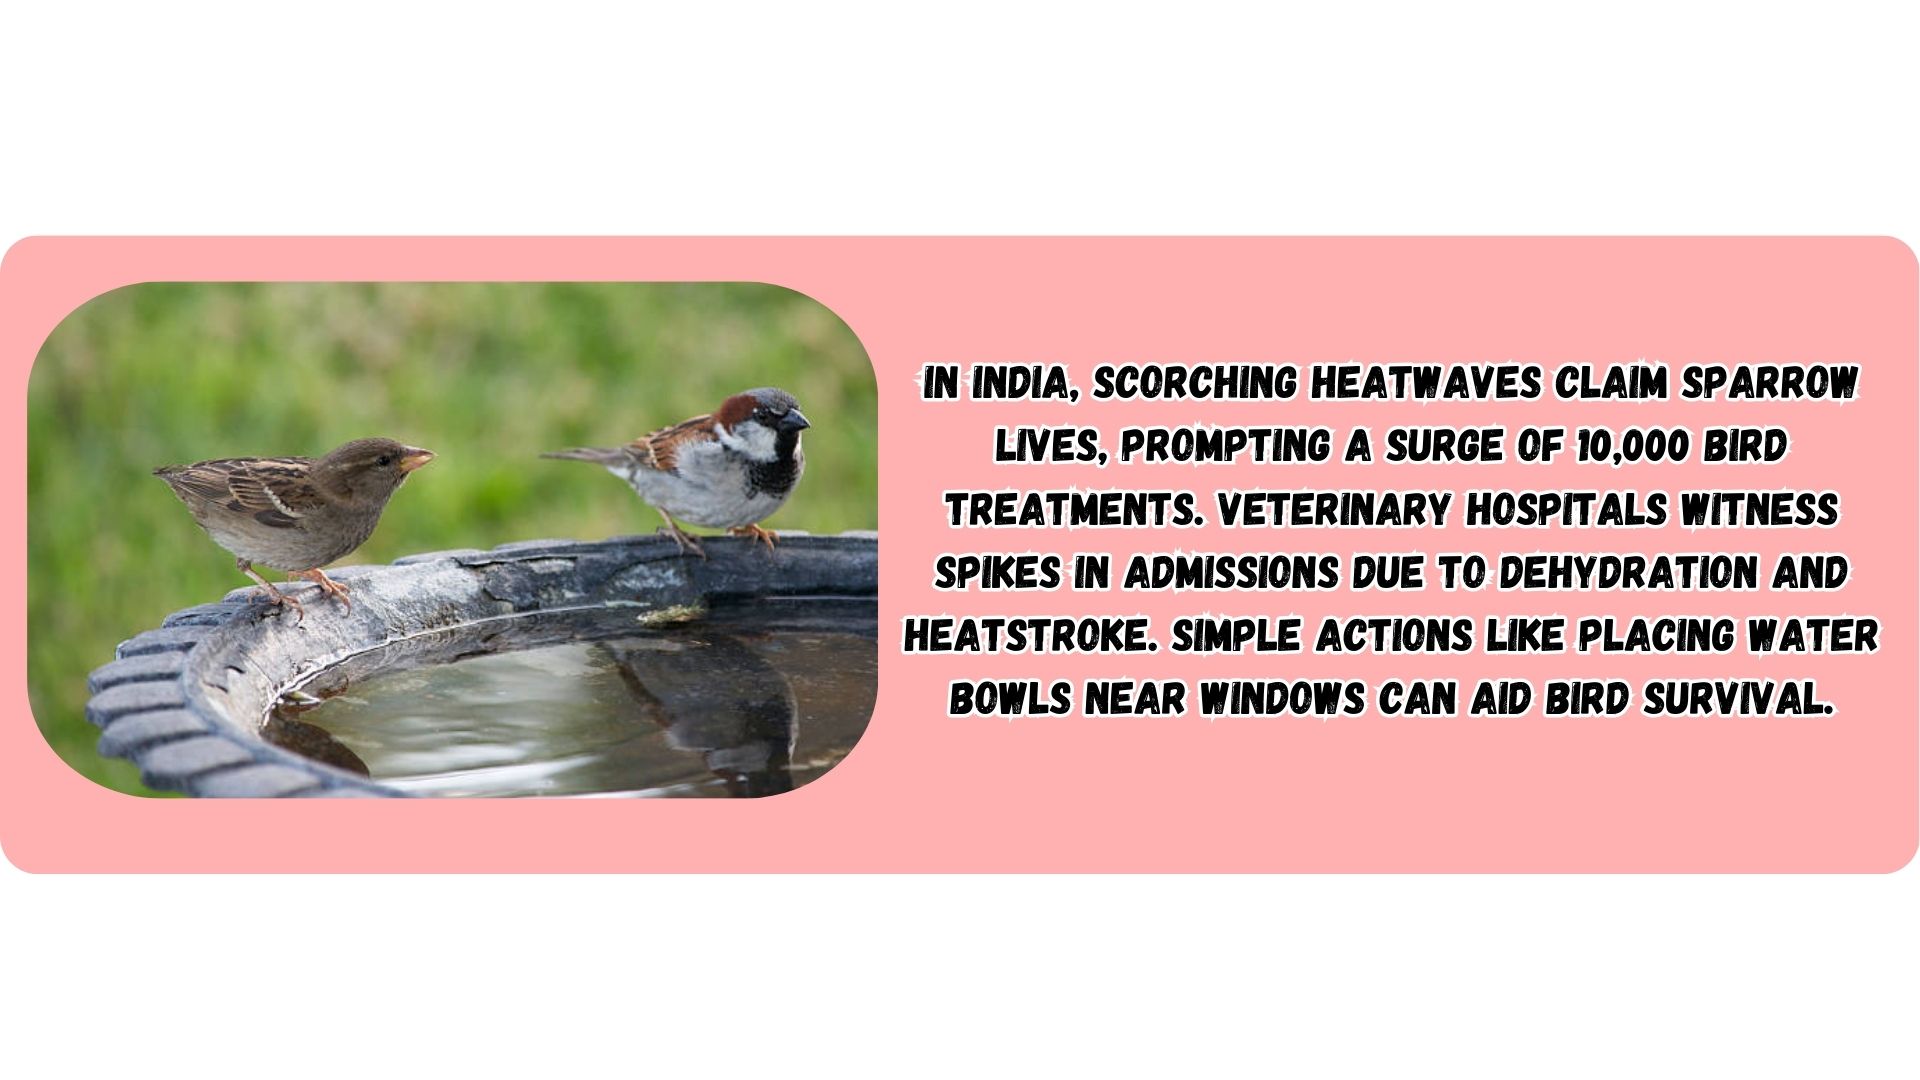 IN INDIA, SCORCHING HEATWAVES CLAIM SPARROW
LIVES, PROMPTING A SURGE OF 10,000 BIRD
TREATMENTS. VETERINARY HOSPITALS WITNESS
SPIKES IN ADMISSIONS DUE TO DEHYDRATION AND
HEATSTROKE. SIMPLE ACTIONS LIKE PLACING WATER
BOWLS NEAR WINDOWS CAN AID BIRD SURVIVAL.